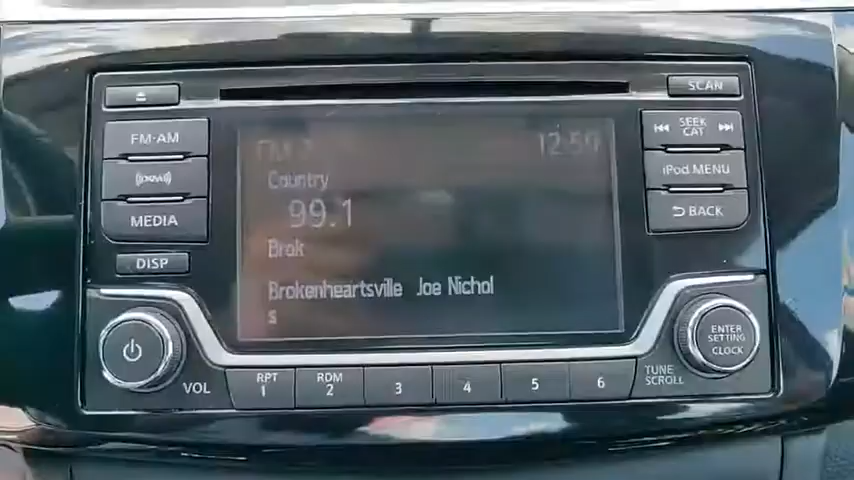 SCAN
FM·AM
SEEK
CAT
12:59
Country
iPod MENU
99.1
MEDIA
BACK
Brok
DISP
Brokenheartsville Joe Nichol
s
ENTER
SETTING
CLOCK
VOL
RPT
1
RDM
2
3
4
5
6
TUNE
SCROLL